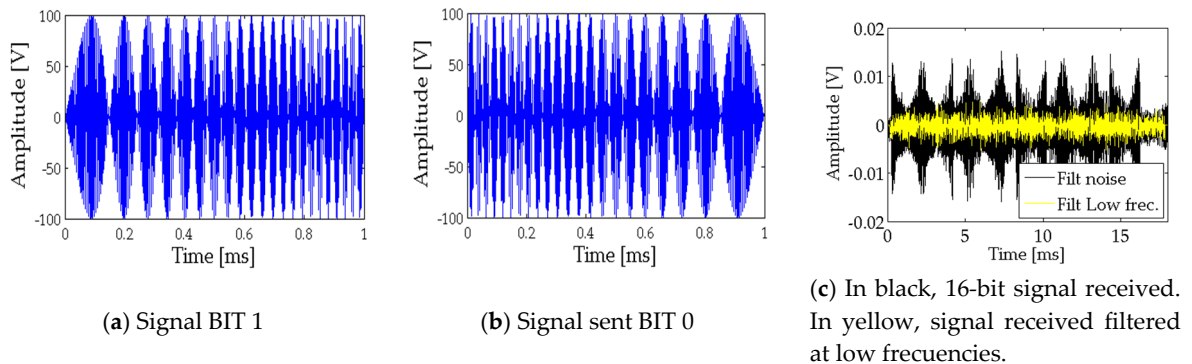 100
50
0
-50
-100
Amplitude [V]
0 0.2 0.4 0.6 0.8 1
Time [ms]
(a) Signal BIT 1
100
50
0
-50
-100
Amplitude [V]
0 0.2 0.4 0.6 0.8 1
Time [ms]
(b) Signal sent BIT 0
0.02
0.01
0
-0.01
-0.02
Amplitude [V]
Filt noise
Filt Low frec.
0 5 10 15
Time [ms]
(c) In black, 16-bit signal received.
In yellow, signal received filtered
at low frecuencies.